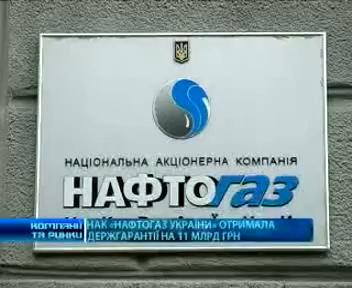 НАЦІОНАЛЬНА АКЦІОНЕРНА КОМПАНІЯ
НАФТОГАЗ
КОМПАНІЇ
ТА РИНКИ
НАК «НАФТОГАЗ УКРАЇНИ» ОТРИМАЛА
ДЕРЖГАРАНТІЇ НА 11 МЛРД ГРН